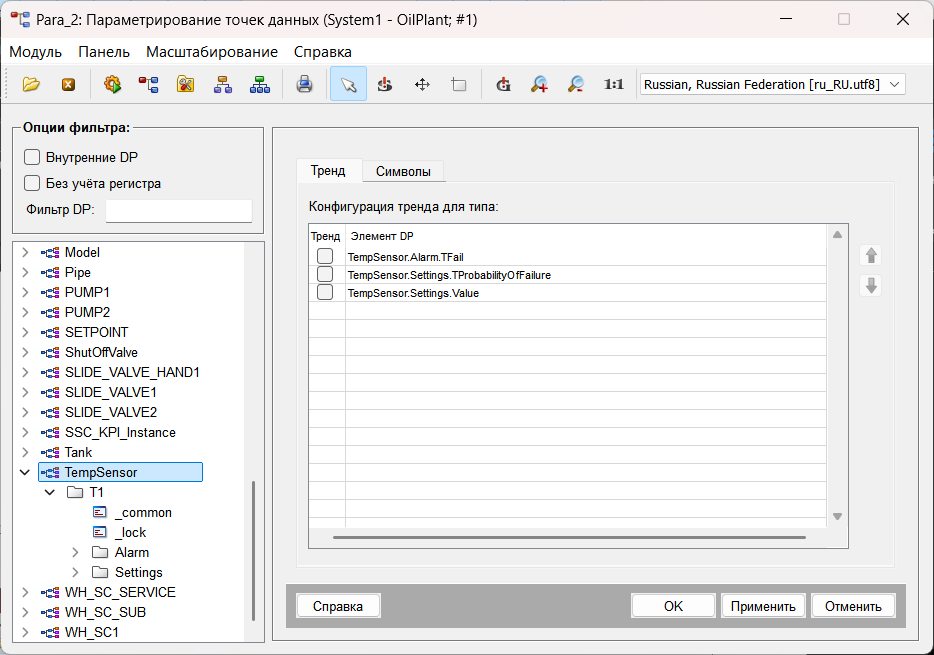 Para_2: Параметрирование точек данных (System1 - OilPlant; #1)
Модуль Панель Масштабирование Справка
1:1 Russian, Russian Federation [ru_RU.utf8]
Опции фильтра:
Внутренние DP
Без учёта регистра
Фильтр DP:
Model
Pipe
PUMP1
PUMP2
SETPOINT
ShutOffValve
SLIDE_VALVE_HAND1
SLIDE_VALVE1
SLIDE_VALVE2
SSC_KPI_Instance
Tank
TempSensor
T1
_common
_lock
Alarm
Settings
WH_SC_SERVICE
WH_SC_SUB
WH_SC1
Тренд Символы
Конфигурация тренда для типа:
Тренд Элемент DP
TempSensor.Alarm.TFail
TempSensor.Settings.TProbabilityOfFailure
TempSensor.Settings.Value
Справка OK Применить Отменить